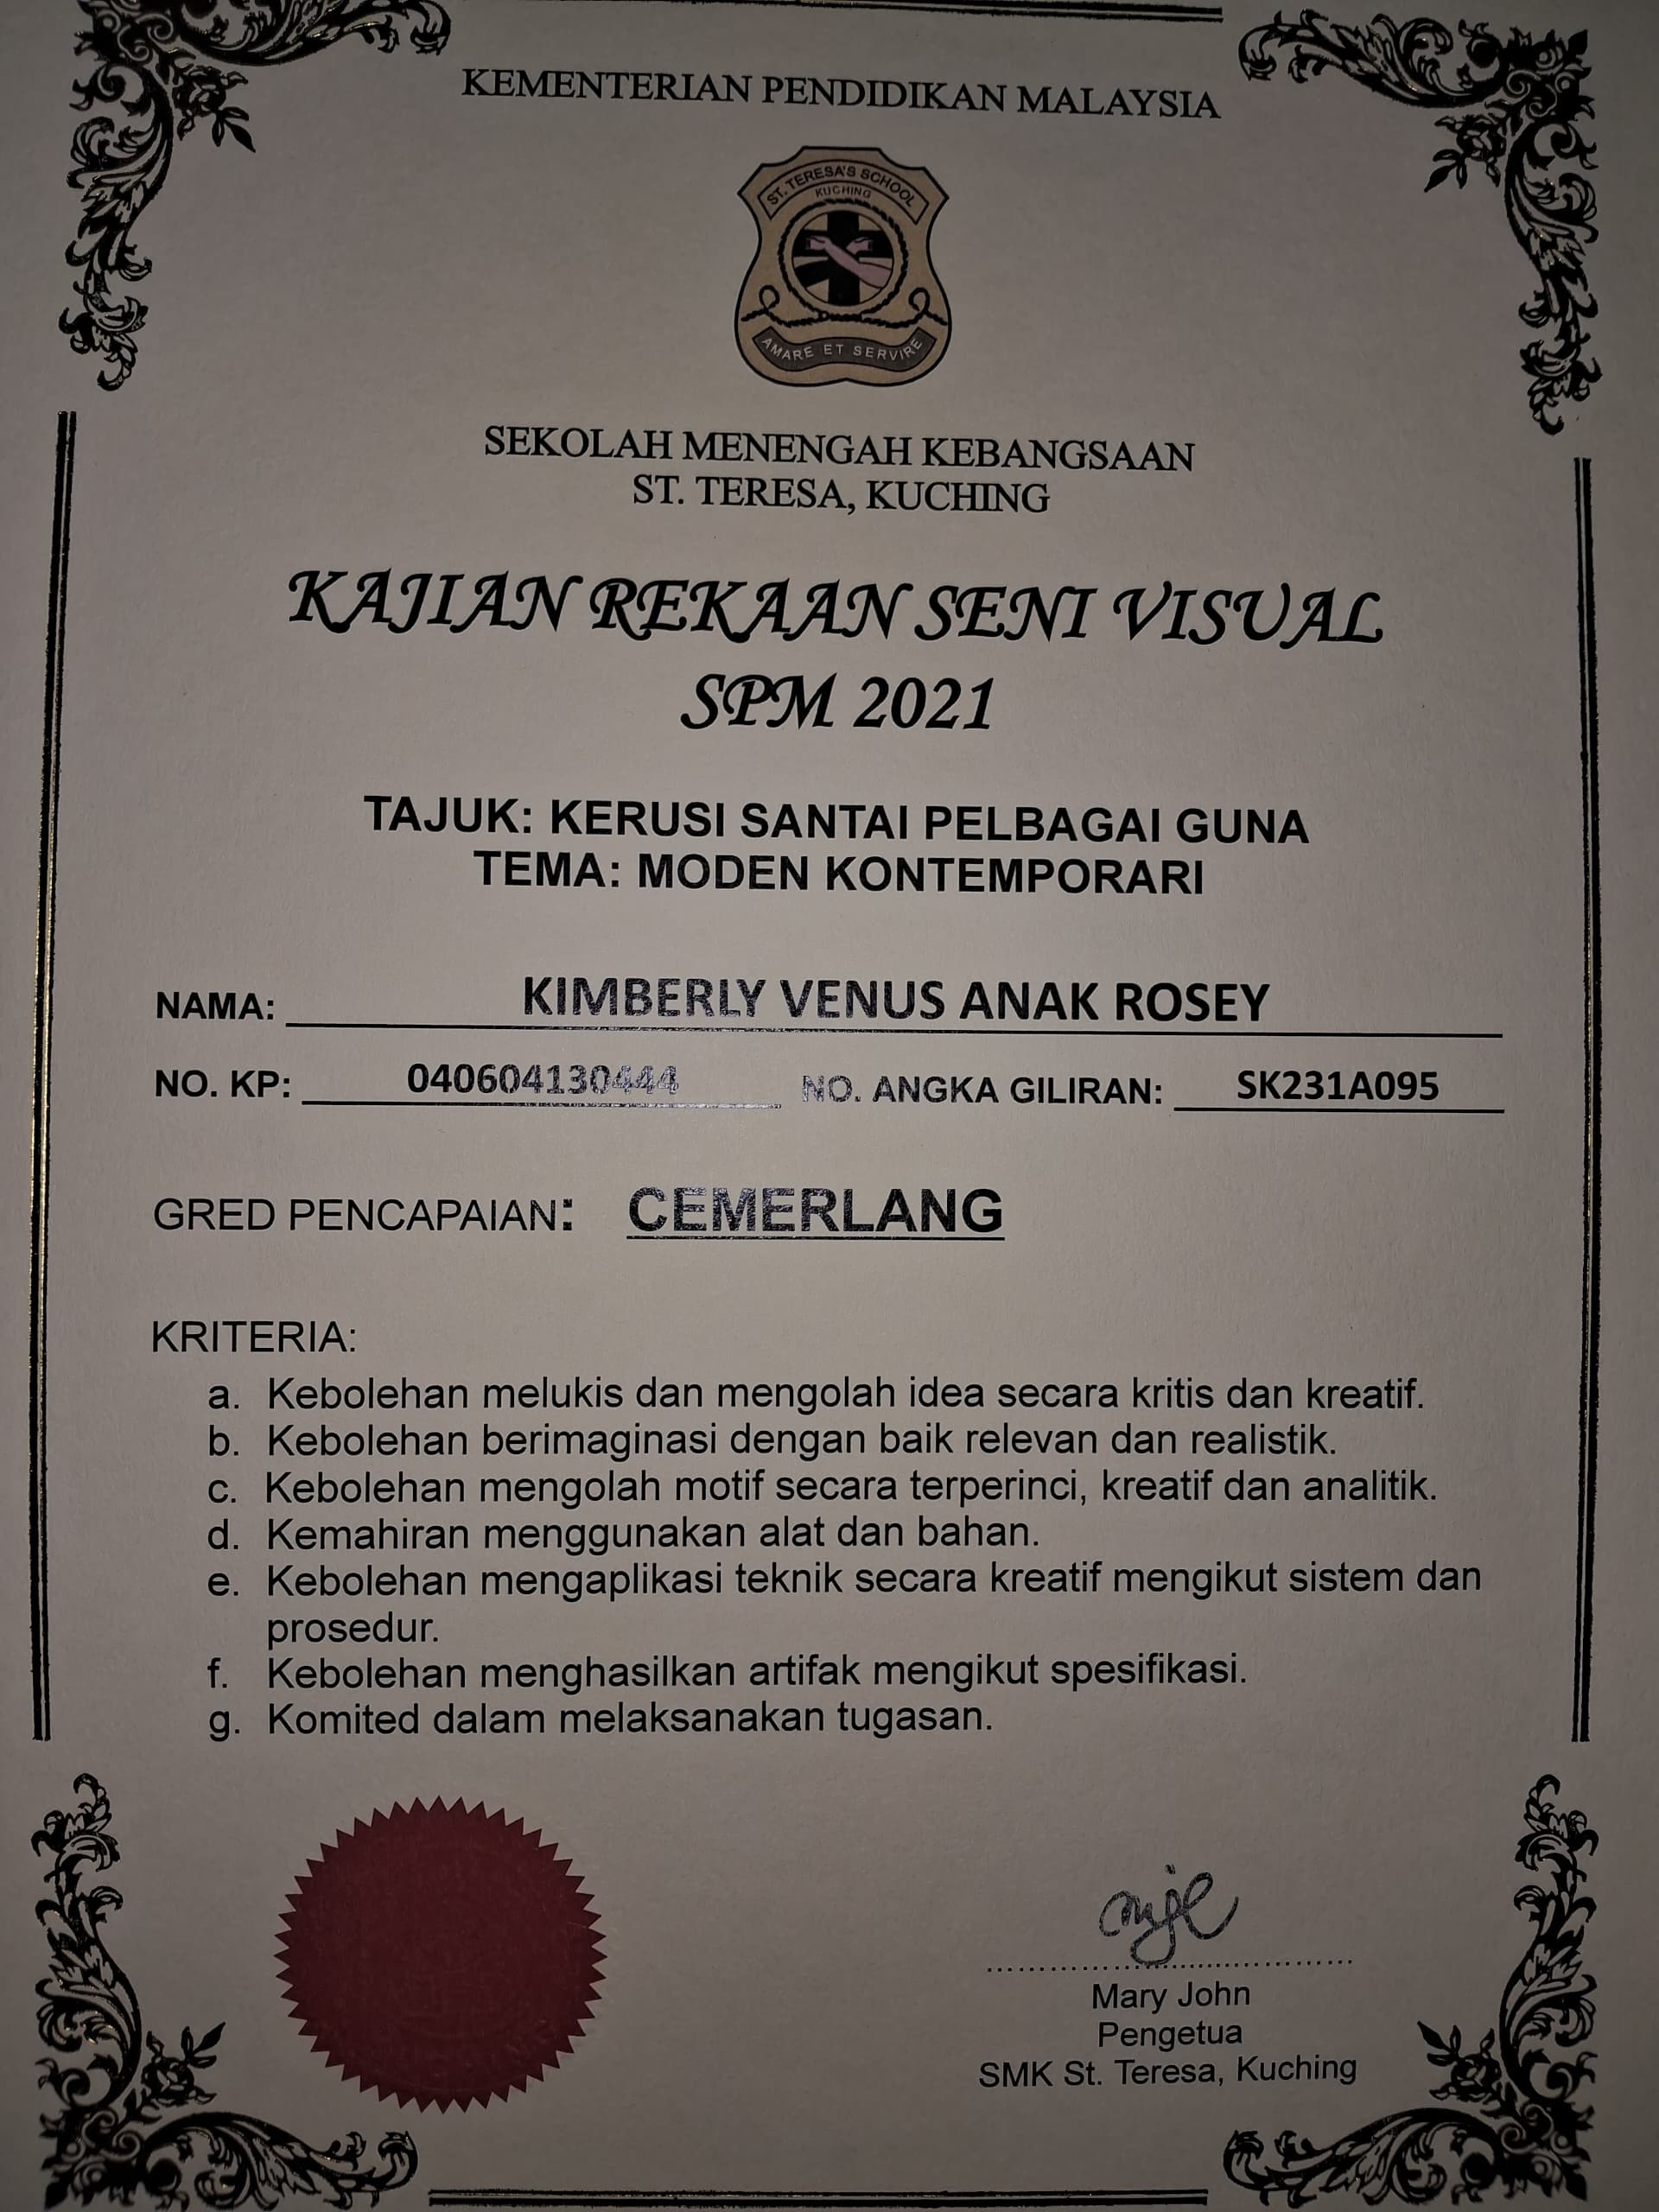 KEMENTERIAN PENDIDIKAN MALAYSIA
ST. TERESA'S SCHOOL
KUCHING
AMARE ET SERVIRE
SEKOLAH MENENGAH KEBANGSAAN
ST. TERESA, KUCHING
KAJIAN REKAAN SENI VISUAL
SPM 2021
TAJUK: KERUSI SANTAI PELBAGAI GUNA
TEMA: MODEN KONTEMPORARI
NAMA: KIMBERLY VENUS ANAK ROSEY
NO. KP: 040604130444 NO. ANGKA GILIRAN: SK231A095
GRED PENCAPAIAN: CEMERLANG
KRITERIA:
a. Kebolehan melukis dan mengolah idea secara kritis dan kreatif.
b. Kebolehan berimaginasi dengan baik relevan dan realistik.
c. Kebolehan mengolah motif secara terperinci, kreatif dan analitik.
d. Kemahiran menggunakan alat dan bahan.
e. Kebolehan mengaplikasi teknik secara kreatif mengikut sistem dan
prosedur.
f. Kebolehan menghasilkan artifak mengikut spesifikasi.
g. Komited dalam melaksanakan tugasan.
Mary John
Pengetua
SMK St. Teresa, Kuching